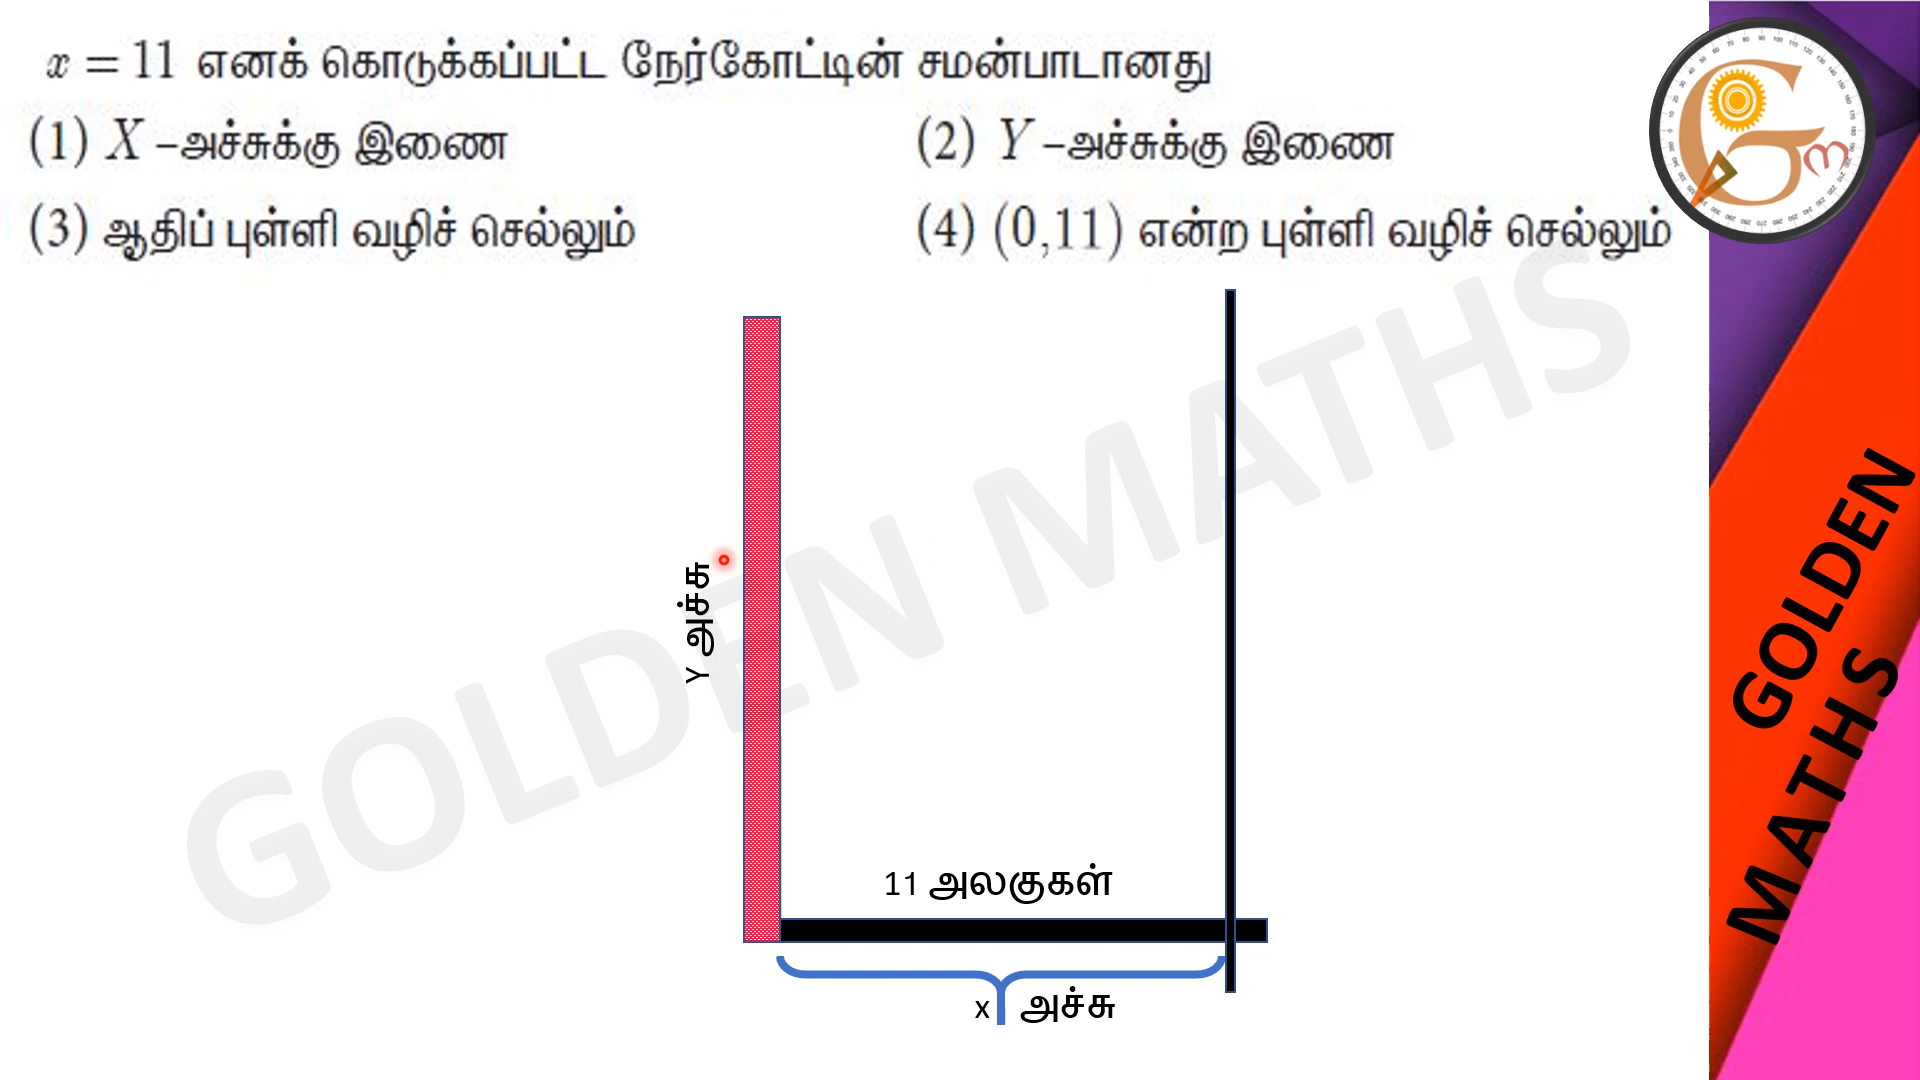 x = 11 எனக் கொடுக்கப்பட்ட நேர்கோட்டின் சமன்பாடானது
(1) X –அச்சுக்கு இணை
(2) Y –அச்சுக்கு இணை
(3) ஆதிப் புள்ளி வழிச் செல்லும்
(4) (0,11) என்ற புள்ளி வழிச் செல்லும்
Y அச்சு
11 அலகுகள்
x அச்சு
GOLDEN MATHS
GOLDEN
MATHS